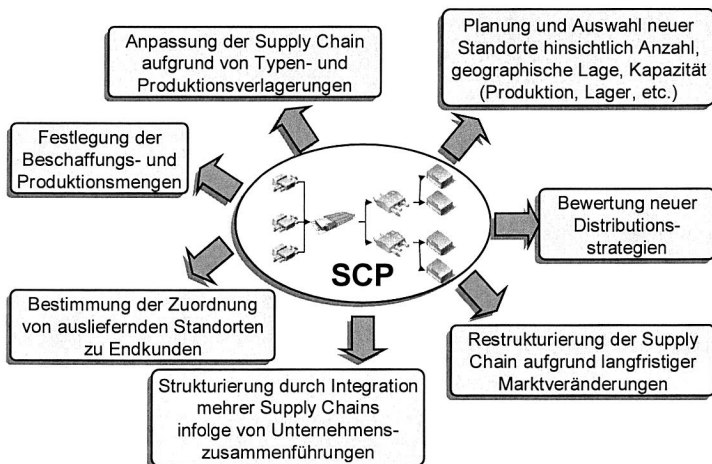 Anpassung der Supply Chain
aufgrund von Typen- und
Produktionsverlagerungen
Planung und Auswahl neuer
Standorte hinsichtlich Anzahl,
geographische Lage, Kapazität
(Produktion, Lager, etc.)
Festlegung der
Beschaffungs- und
Produktionsmengen
Bewertung neuer
Distributions-
strategien
SCP
Bestimmung der Zuordnung
von ausliefernden Standorten
zu Endkunden
Restrukturierung der Supply
Chain aufgrund langfristiger
Marktveränderungen
Strukturierung durch Integration
mehrer Supply Chains
infolge von Unternehmens-
zusammenführungen